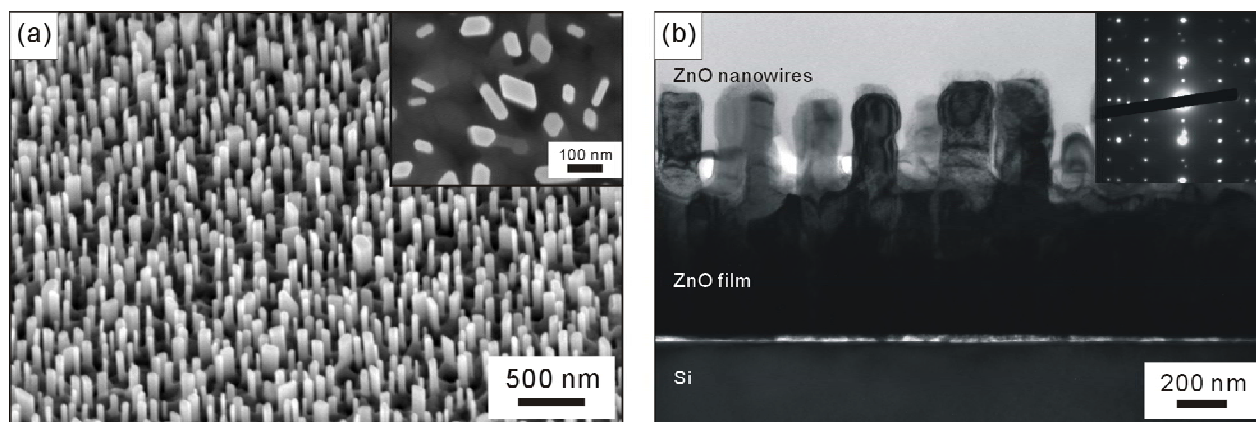 (a)
100 nm
500 nm
(b)
ZnO nanowires
ZnO film
Si
200 nm